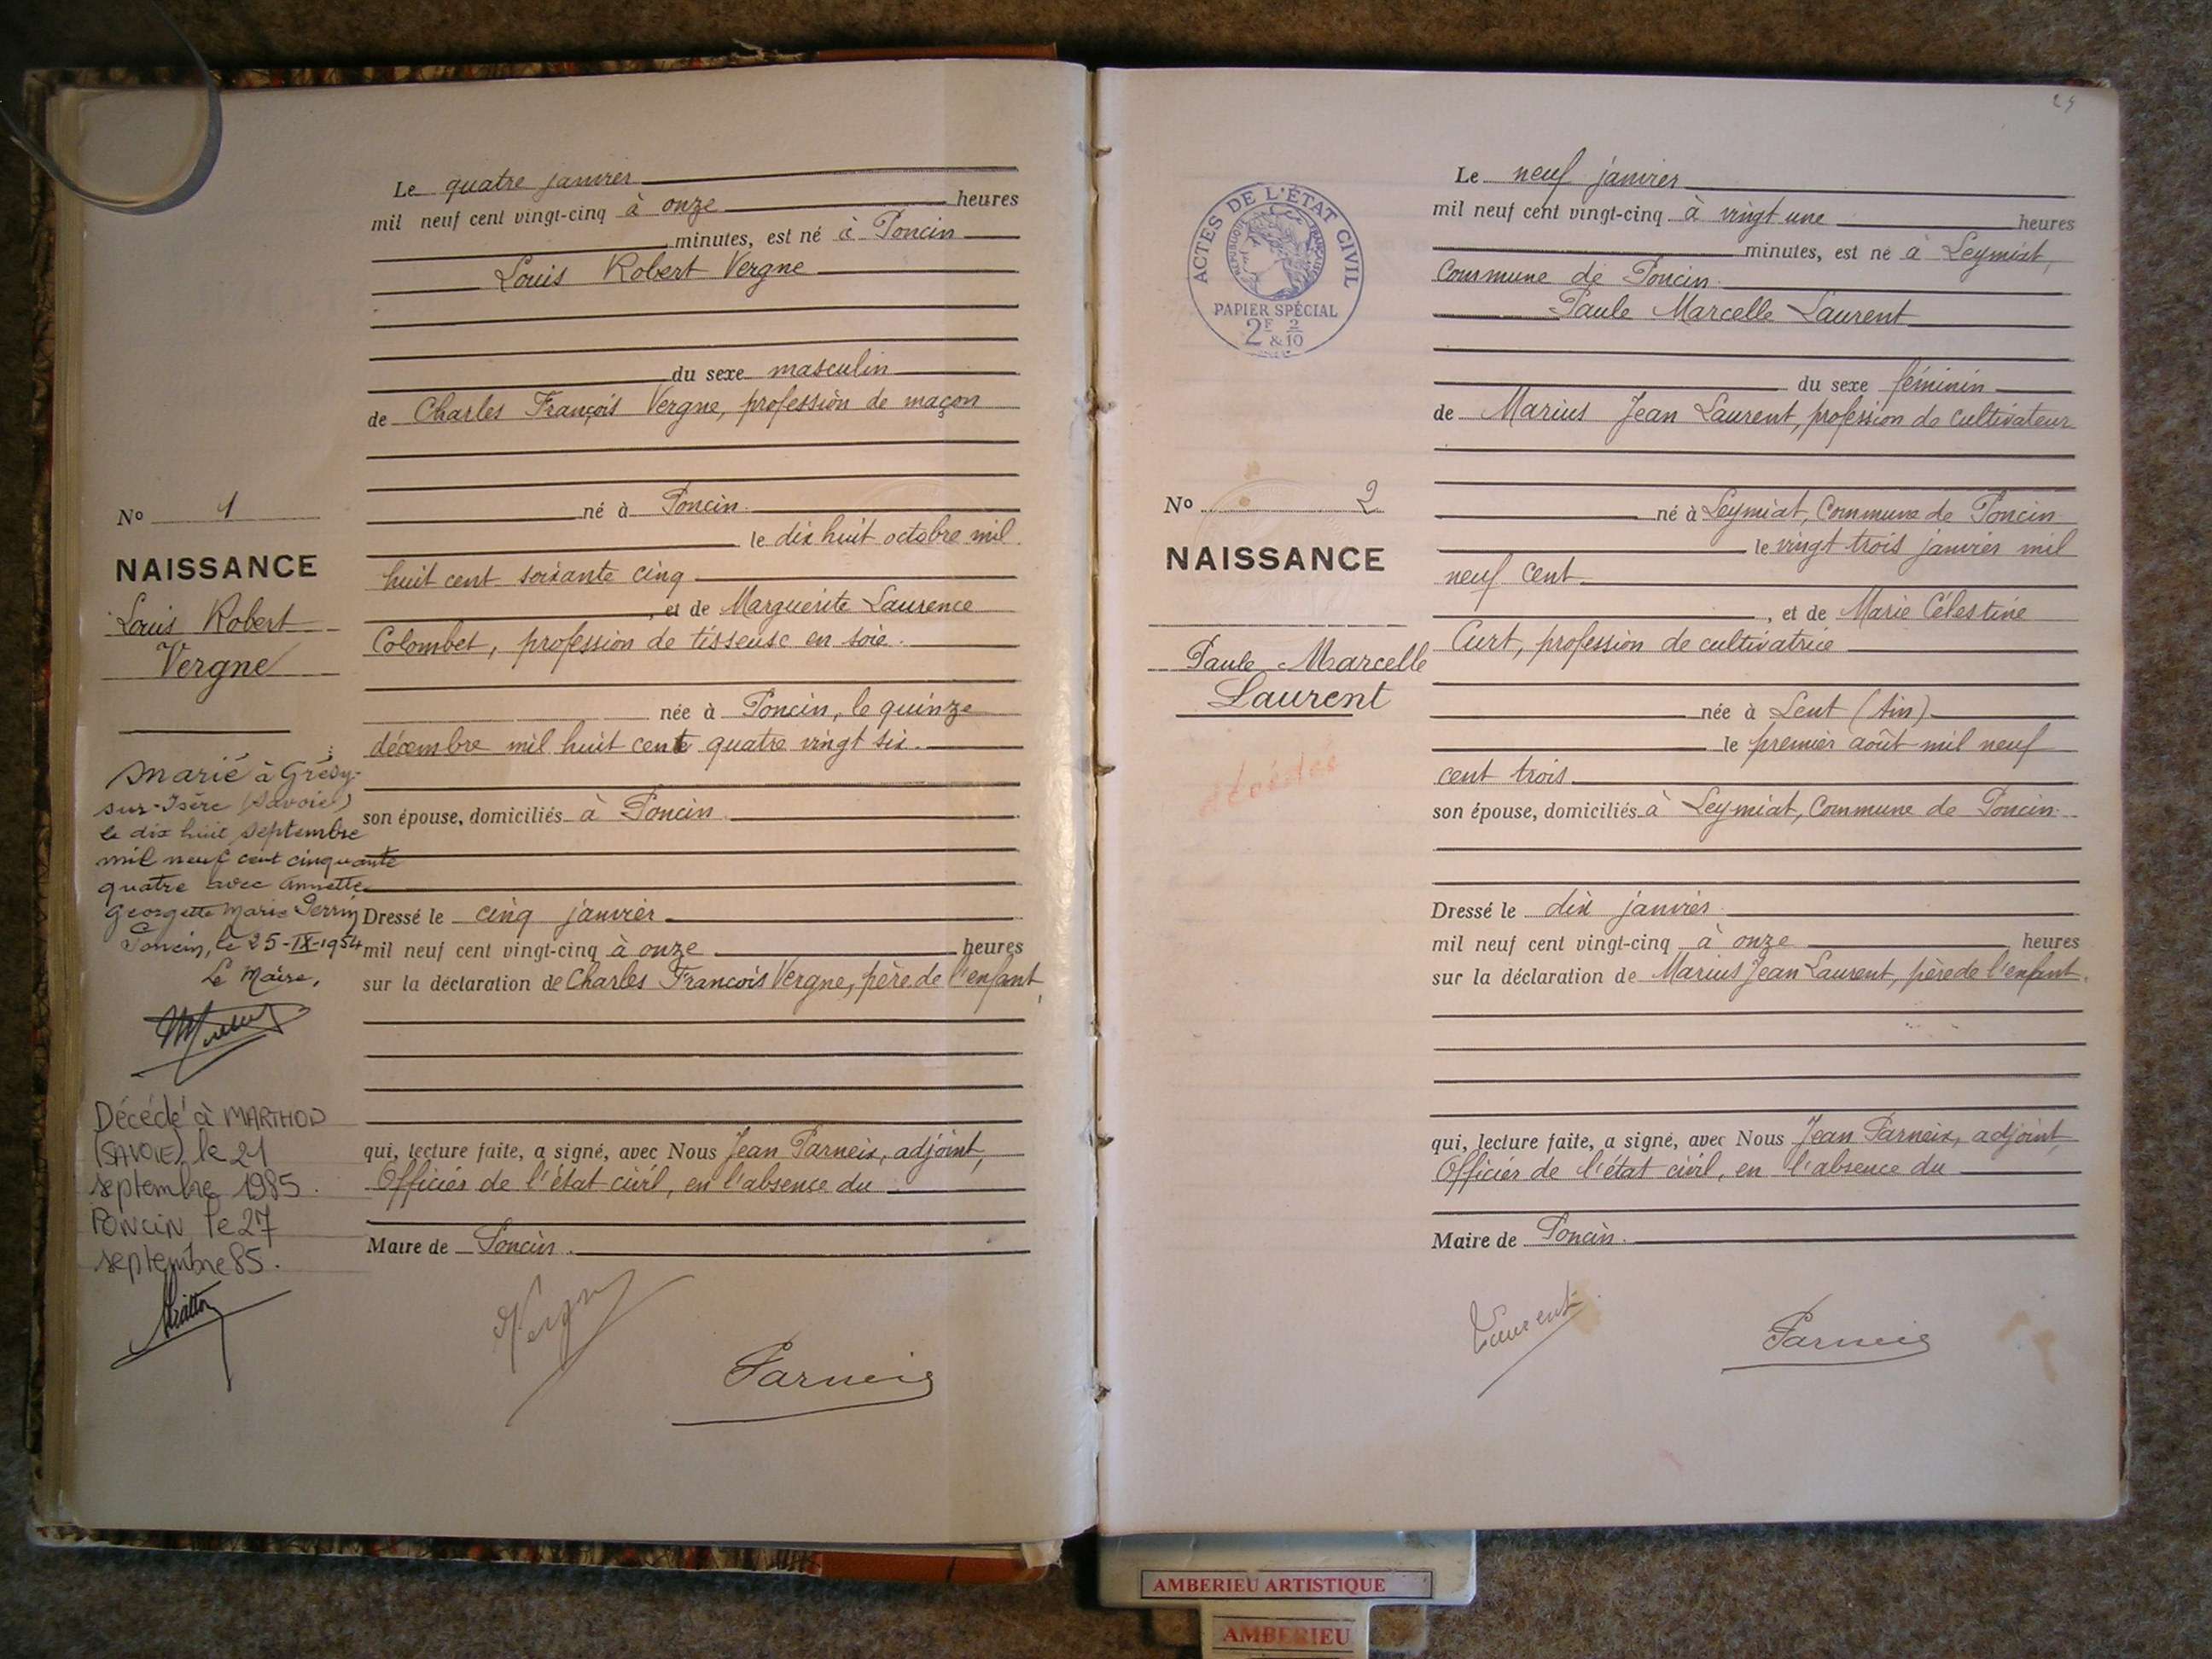 Le quatre janvier
mil neuf cent vingt-cinq à onze heures
minutes, est né à Poncin
Louis Robert Vergne
du sexe masculin
de Charles François Vergne, profession de maçon
né à Poncin
le dix huit octobre mil
huit cent soixante cinq
, et de Marguerite Laurence
Colombet, profession de tisseuse en soie.
née à Poncin, le quinze
décembre mil huit cent quatre vingt six.
son épouse, domiciliés à Poncin
Dressé le cinq janvier
mil neuf cent vingt-cinq à onze heures
sur la déclaration de Charles François Vergne, père de l'enfant,
qui, lecture faite, a signé, avec Nous Jean Parneix, adjoint,
Officier de l'état civil, en l'absence du
Maire de Poncin.
Vergne
Parneix
No 1
NAISSANCE
Louis Robert
Vergne
Marié à Grésy-
sur-Isère (Savoie)
le dix huit septembre
mil neuf cent cinquante
quatre avec Annette
Georgette Marie Perrin
Poncin, le 25-IX-1954
Le Maire,
Décédé à MARTHOD
(SAVOIE) le 21
septembre 1985.
PONCIN le 27
septembre 85.
ACTES DE L'ÉTAT CIVIL
RÉPUBLIQUE FRANÇAISE
PAPIER SPÉCIAL
2F & 2/10
No 2
NAISSANCE
Paule Marcelle
Laurent
décédée
Le neuf janvier
mil neuf cent vingt-cinq à vingt une heures
minutes, est né à Leymiat,
Commune de Poncin
Paule Marcelle Laurent
du sexe féminin
de Marius Jean Laurent, profession de cultivateur
né à Leymiat, Commune de Poncin
le vingt trois janvier mil
neuf cent
, et de Marie Célestine
Curt, profession de cultivatrice
née à Lent (Ain)
le premier août mil neuf
cent trois
son épouse, domiciliés à Leymiat, Commune de Poncin
Dressé le dix janvier
mil neuf cent vingt-cinq à onze heures
sur la déclaration de Marius Jean Laurent, père de l'enfant.
qui, lecture faite, a signé, avec Nous Jean Parneix, adjoint,
Officier de l'état civil, en l'absence du
Maire de Poncin.
Laurent
Parneix
AMBERIEU ARTISTIQUE
AMBERIEU